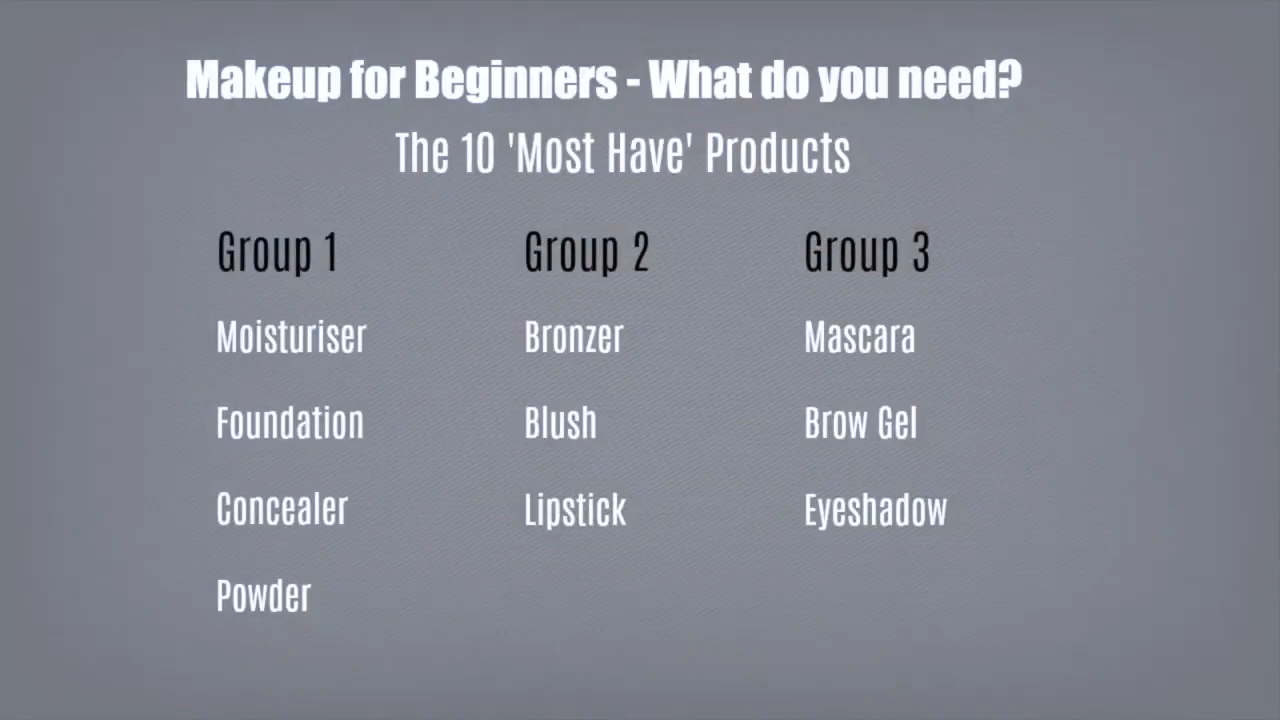 Makeup for Beginners - What do you need?
The 10 'Most Have' Products
Group 1
Moisturiser
Foundation
Concealer
Powder
Group 2
Bronzer
Blush
Lipstick
Group 3
Mascara
Brow Gel
Eyeshadow